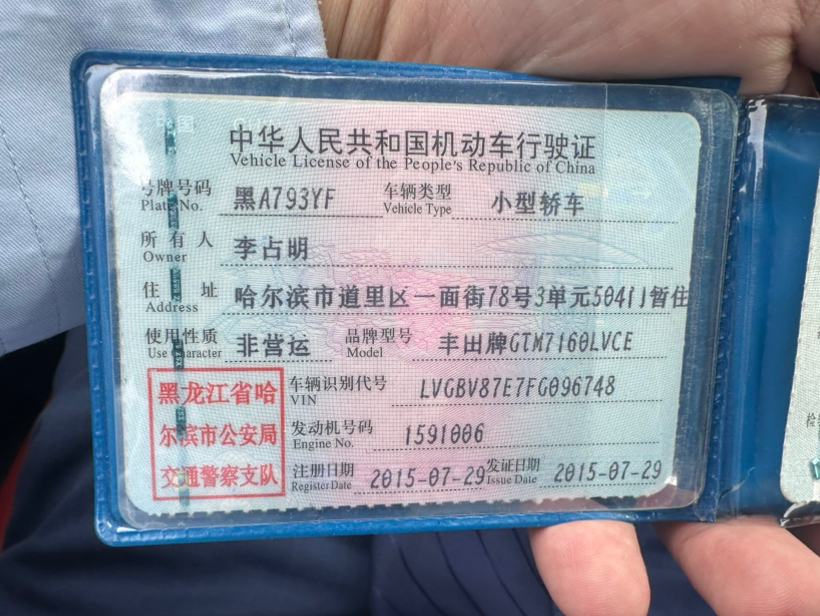 中华人民共和国机动车行驶证
Vehicle License of the People's Republic of China
号牌号码 黑A793YF 车辆类型 小型轿车
Plate No. Vehicle Type
所有人 李占明
Owner
住址 哈尔滨市道里区一面街78号3单元504门暂住
Address
使用性质 非营运 品牌型号 丰田牌GTM7160LVCE
Use Character Model
车辆识别代号 LVGBV87E7FG096748
VIN
发动机号码 1591006
Engine No.
注册日期 2015-07-29 发证日期 2015-07-29
Register Date Issue Date
黑龙江省哈
尔滨市公安局
交通警察支队